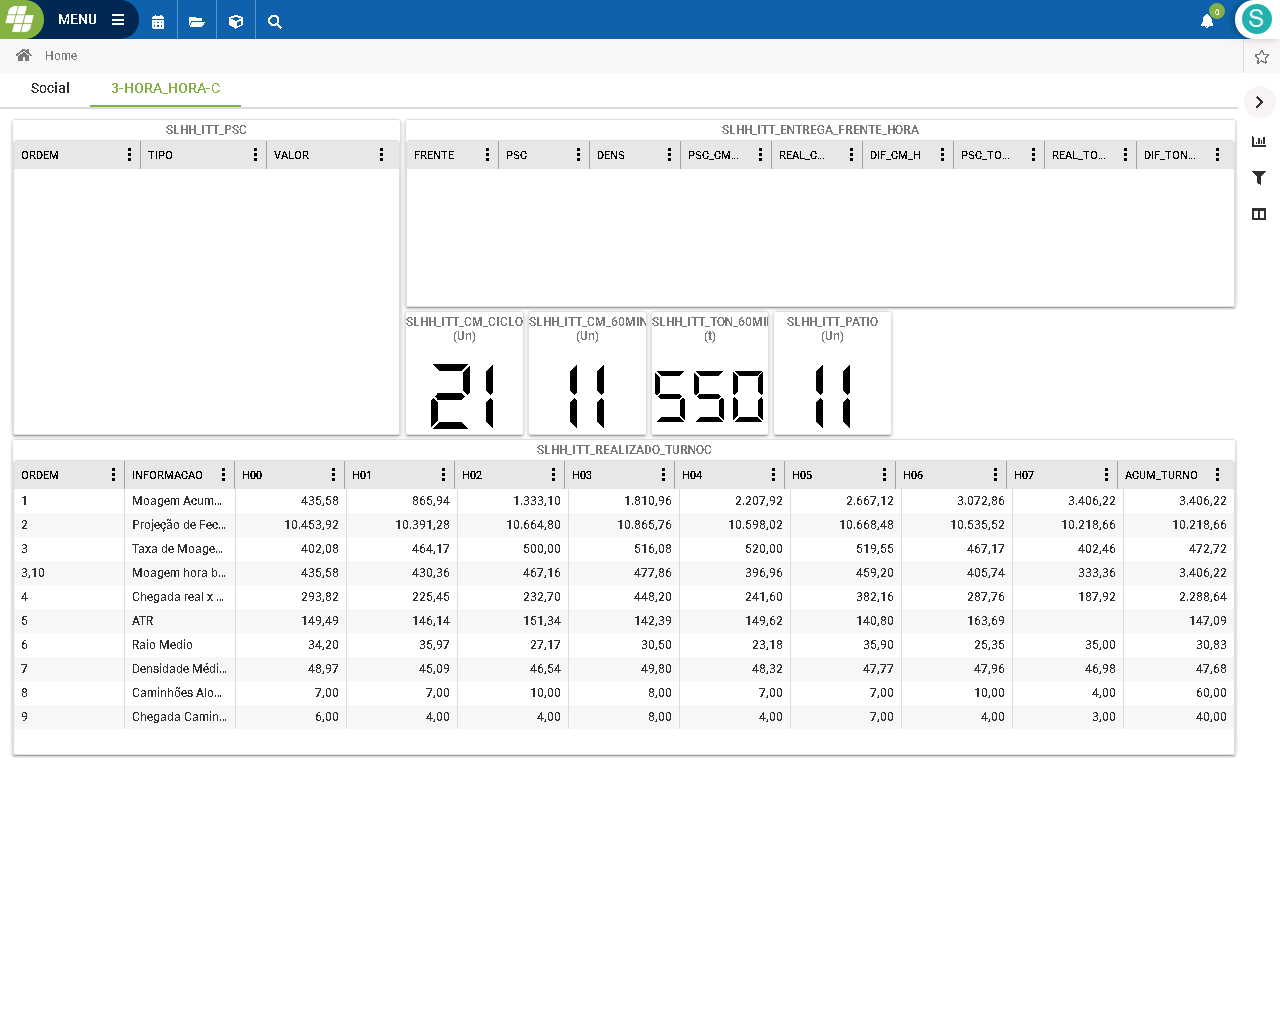 MENU
0
S
Home
Social
3-HORA_HORA-C
SLHH_ITT_PSC
ORDEM TIPO VALOR
SLHH_ITT_ENTREGA_FRENTE_HORA
FRENTE PSC DENS PSC_CM... REAL_C... DIF_CM_H PSC_TO... REAL_TO... DIF_TON...
SLHH_ITT_CM_CICLO
(Un)
21
SLHH_ITT_CM_60MIN
(Un)
11
SLHH_ITT_TON_60MI
(t)
550
SLHH_ITT_PATIO
(Un)
11
SLHH_ITT_REALIZADO_TURNOC
ORDEM INFORMACAO H00 H01 H02 H03 H04 H05 H06 H07 ACUM_TURNO
1 Moagem Acum... 435,58 865,94 1.333,10 1.810,96 2.207,92 2.667,12 3.072,86 3.406,22 3.406,22
2 Projeção de Fec... 10.453,92 10.391,28 10.664,80 10.865,76 10.598,02 10.668,48 10.535,52 10.218,66 10.218,66
3 Taxa de Moage... 402,08 464,17 500,00 516,08 520,00 519,55 467,17 402,46 472,72
3,10 Moagem hora b... 435,58 430,36 467,16 477,86 396,96 459,20 405,74 333,36 3.406,22
4 Chegada real x ... 293,82 225,45 232,70 448,20 241,60 382,16 287,76 187,92 2.288,64
5 ATR 149,49 146,14 151,34 142,39 149,62 140,80 163,69 147,09
6 Raio Medio 34,20 35,97 27,17 30,50 23,18 35,90 25,35 35,00 30,83
7 Densidade Médi... 48,97 45,09 46,54 49,80 48,32 47,77 47,96 46,98 47,68
8 Caminhões Alo... 7,00 7,00 10,00 8,00 7,00 7,00 10,00 4,00 60,00
9 Chegada Camin... 6,00 4,00 4,00 8,00 4,00 7,00 4,00 3,00 40,00